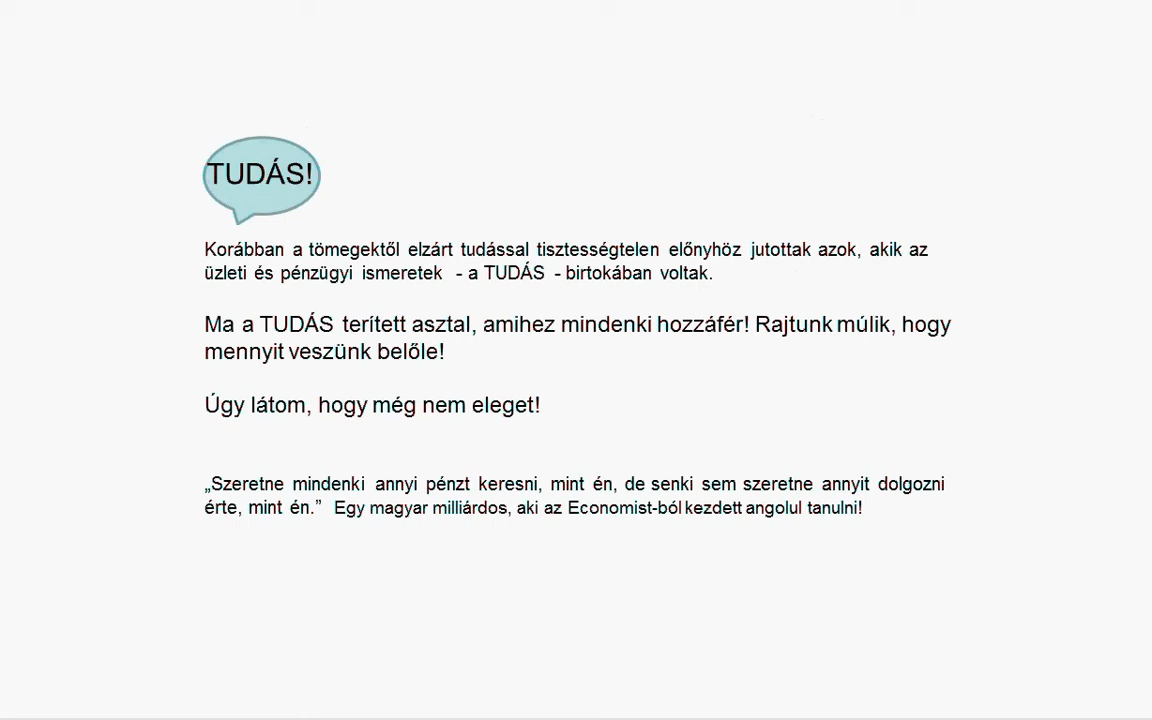 TUDÁS!
Korábban a tömegektől elzárt tudással tisztességtelen előnyhöz jutottak azok, akik az
üzleti és pénzügyi ismeretek - a TUDÁS - birtokában voltak.
Ma a TUDÁS terített asztal, amihez mindenki hozzáfér! Rajtunk múlik, hogy
mennyit veszünk belőle!
Úgy látom, hogy még nem eleget!
„Szeretne mindenki annyi pénzt keresni, mint én, de senki sem szeretne annyit dolgozni
érte, mint én.” Egy magyar milliárdos, aki az Economist-ból kezdett angolul tanulni!